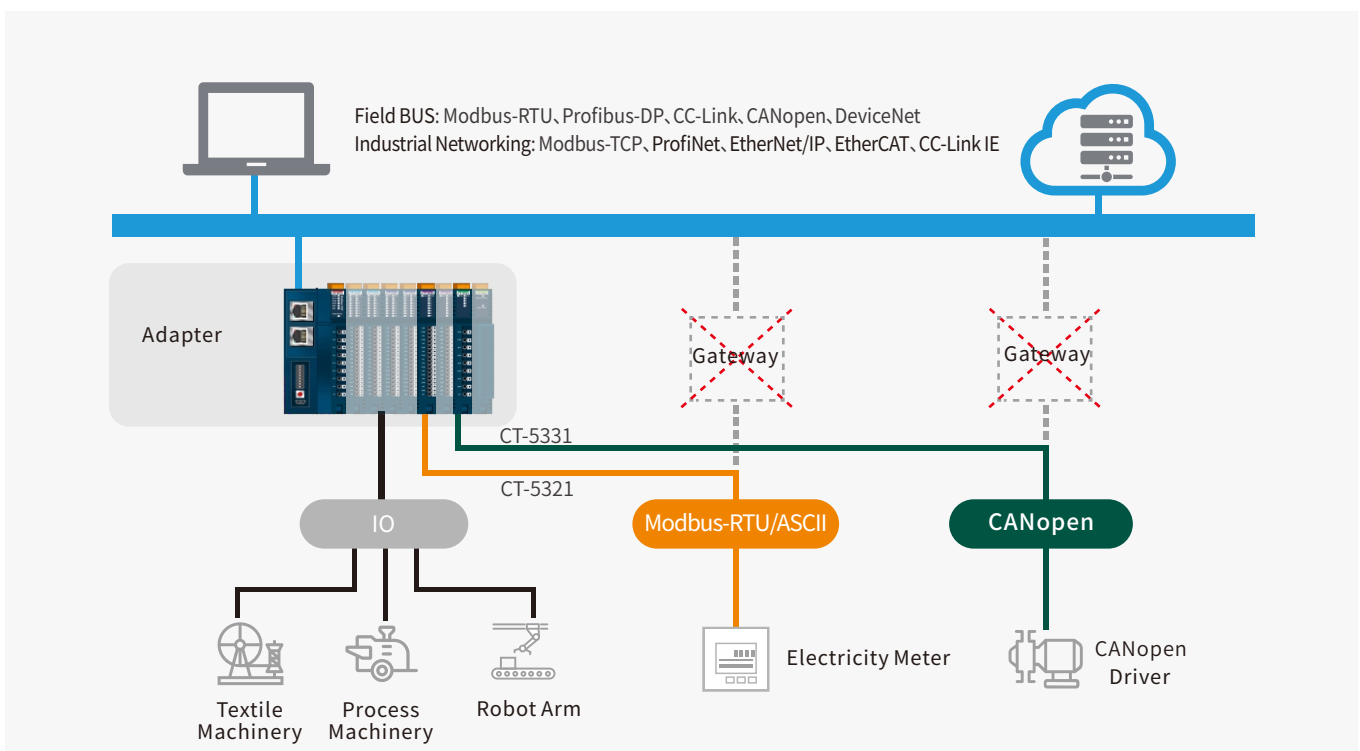 Field BUS: Modbus-RTU、Profibus-DP、CC-Link、CANopen、DeviceNet
Industrial Networking: Modbus-TCP、ProfiNet、EtherNet/IP、EtherCAT、CC-Link IE
Adapter
Gateway
Gateway
CT-5331
CT-5321
IO
Modbus-RTU/ASCII
CANopen
Textile
Machinery
Process
Machinery
Robot Arm
Electricity Meter
CANopen
Driver